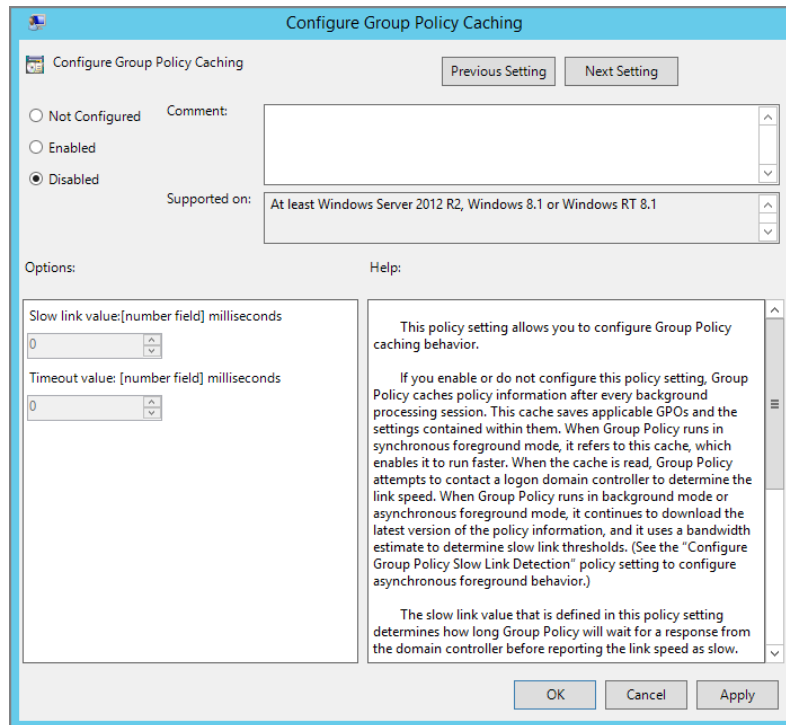 Configure Group Policy Caching
Configure Group Policy Caching
Previous Setting
Next Setting
Not Configured
Enabled
Disabled
Comment:
Supported on:
At least Windows Server 2012 R2, Windows 8.1 or Windows RT 8.1
Options:
Help:
Slow link value:[number field] milliseconds
0
Timeout value: [number field] milliseconds
0
This policy setting allows you to configure Group Policy
caching behavior.
If you enable or do not configure this policy setting, Group
Policy caches policy information after every background
processing session. This cache saves applicable GPOs and the
settings contained within them. When Group Policy runs in
synchronous foreground mode, it refers to this cache, which
enables it to run faster. When the cache is read, Group Policy
attempts to contact a logon domain controller to determine the
link speed. When Group Policy runs in background mode or
asynchronous foreground mode, it continues to download the
latest version of the policy information, and it uses a bandwidth
estimate to determine slow link thresholds. (See the “Configure
Group Policy Slow Link Detection” policy setting to configure
asynchronous foreground behavior.)
The slow link value that is defined in this policy setting
determines how long Group Policy will wait for a response from
the domain controller before reporting the link speed as slow.
OK
Cancel
Apply